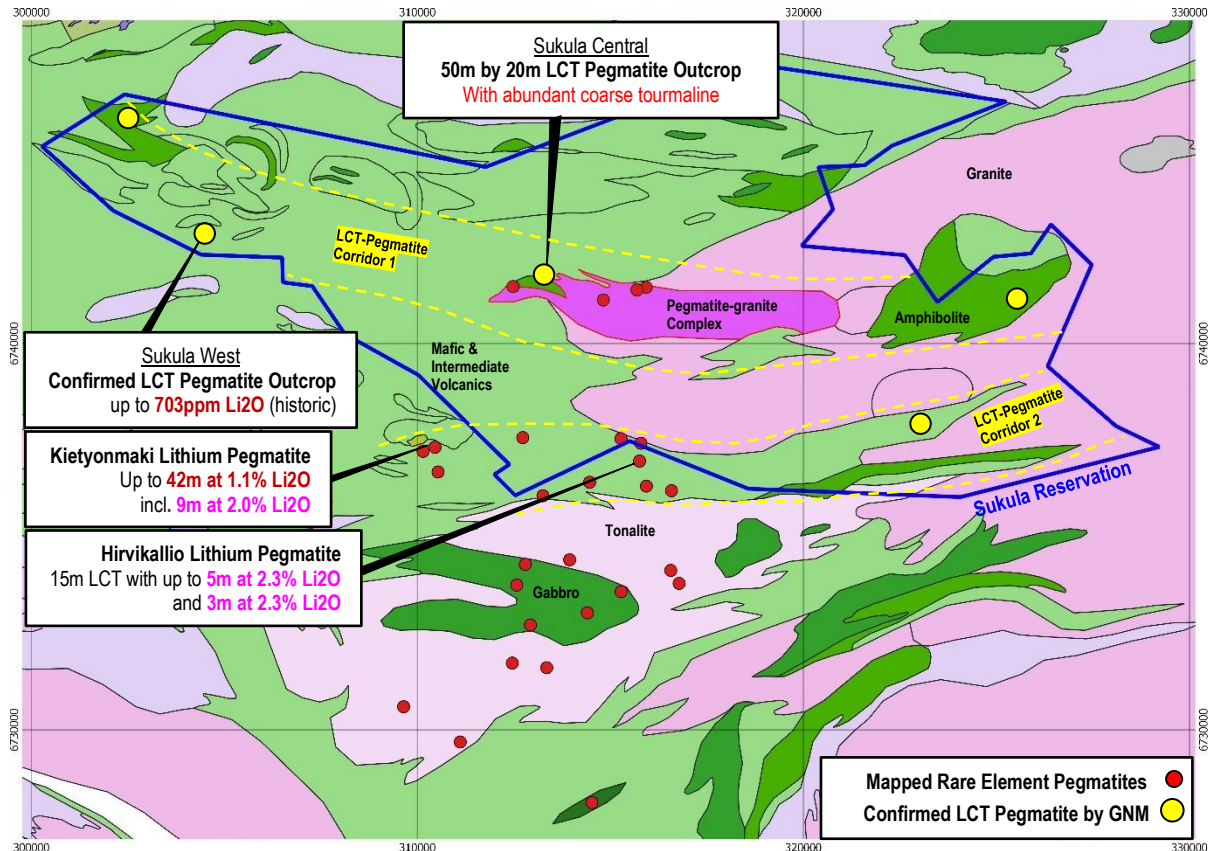 300000
310000
320000
330000
Sukula Central
50m by 20m LCT Pegmatite Outcrop
With abundant coarse tourmaline
Granite
LCT-Pegmatite
Corridor 1
Pegmatite-granite
Complex
Amphibolite
6740000
6740000
Mafic &
Intermediate
Volcanics
Sukula West
Confirmed LCT Pegmatite Outcrop
up to 703ppm Li2O (historic)
LCT-Pegmatite
Corridor 2
Kietyonmaki Lithium Pegmatite
Up to 42m at 1.1% Li2O
incl. 9m at 2.0% Li2O
Sukula Reservation
Tonalite
Hirvikallio Lithium Pegmatite
15m LCT with up to 5m at 2.3% Li2O
and 3m at 2.3% Li2O
Gabbro
6730000
6730000
Mapped Rare Element Pegmatites
Confirmed LCT Pegmatite by GNM
300000
310000
320000
330000